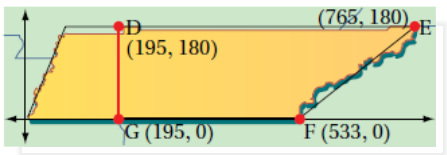 (765, 180)
D
E
(195, 180)
G (195, 0)
F (533, 0)